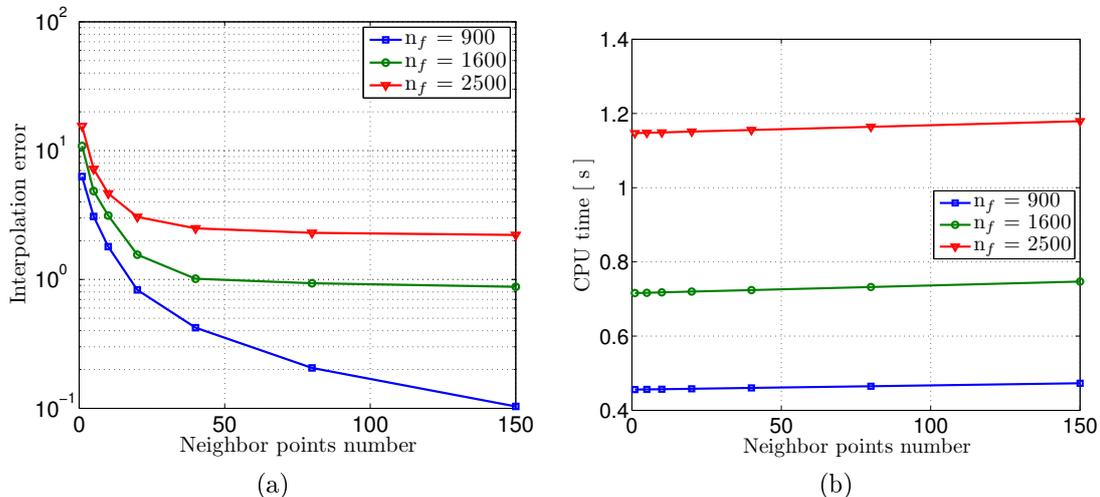 10^2
10^1
10^0
10^-1
Interpolation error
n_f = 900
n_f = 1600
n_f = 2500
0
50
100
150
Neighbor points number
(a)
1.4
1.2
1
0.8
0.6
0.4
CPU time [ s ]
n_f = 900
n_f = 1600
n_f = 2500
0
50
100
150
Neighbor points number
(b)